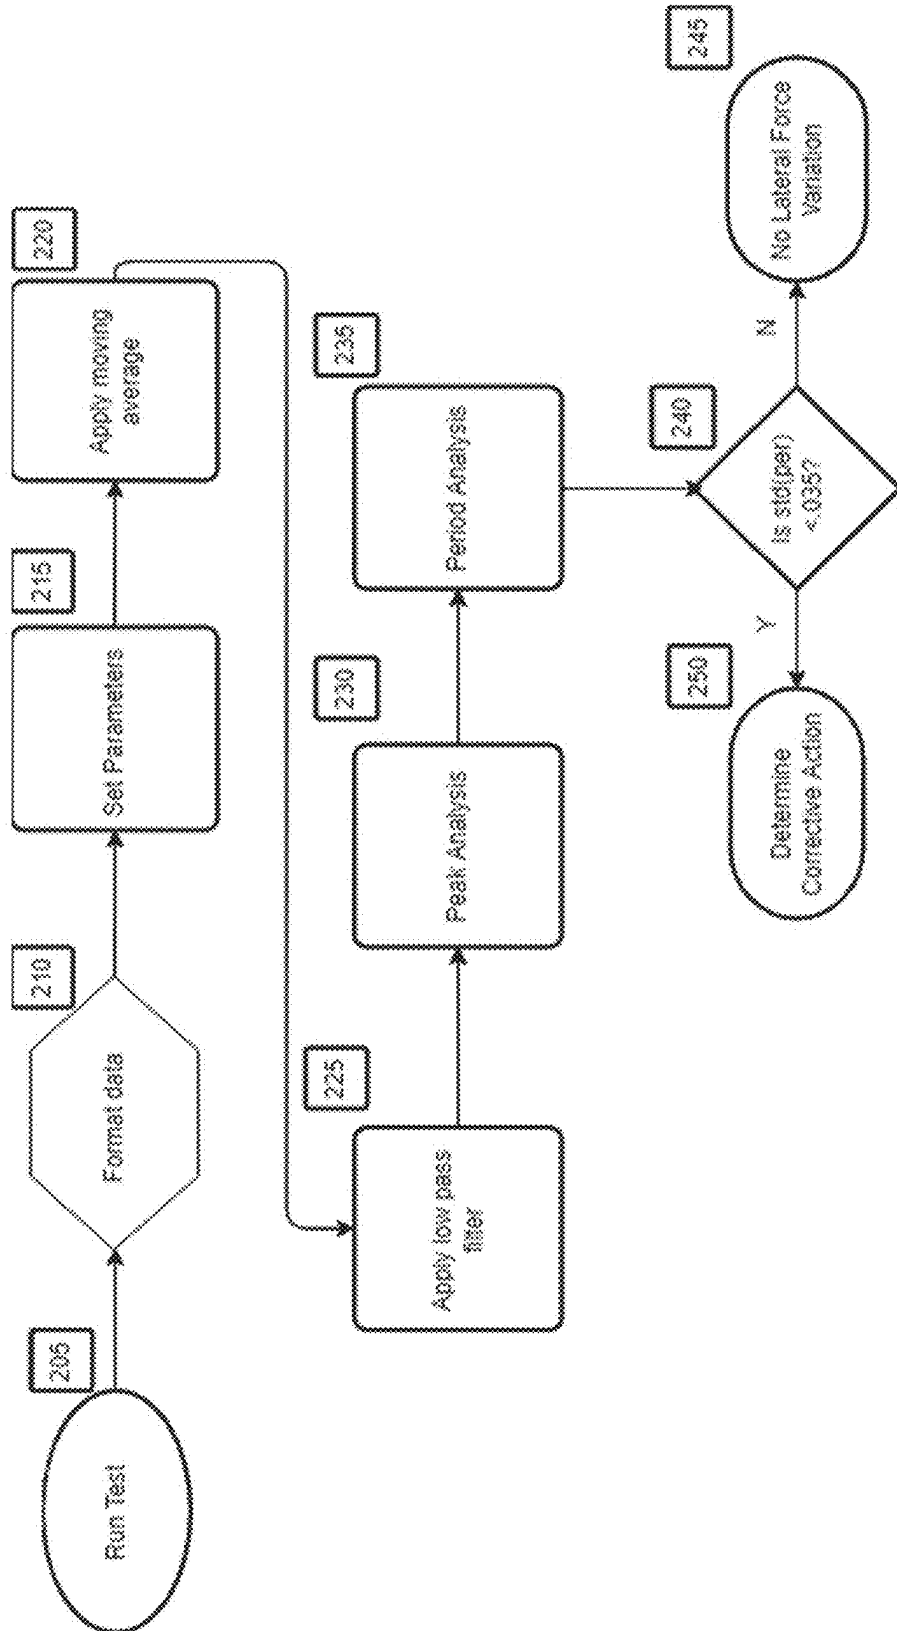 205
Run Test
210
Format data
215
Set Parameters
220
Apply moving
average
225
Apply low pass
filter
230
Peak Analysis
235
Period Analysis
240
Is std(per)
<.035?
Y
N
250
Determine
Corrective Action
245
No Lateral Force
Variation